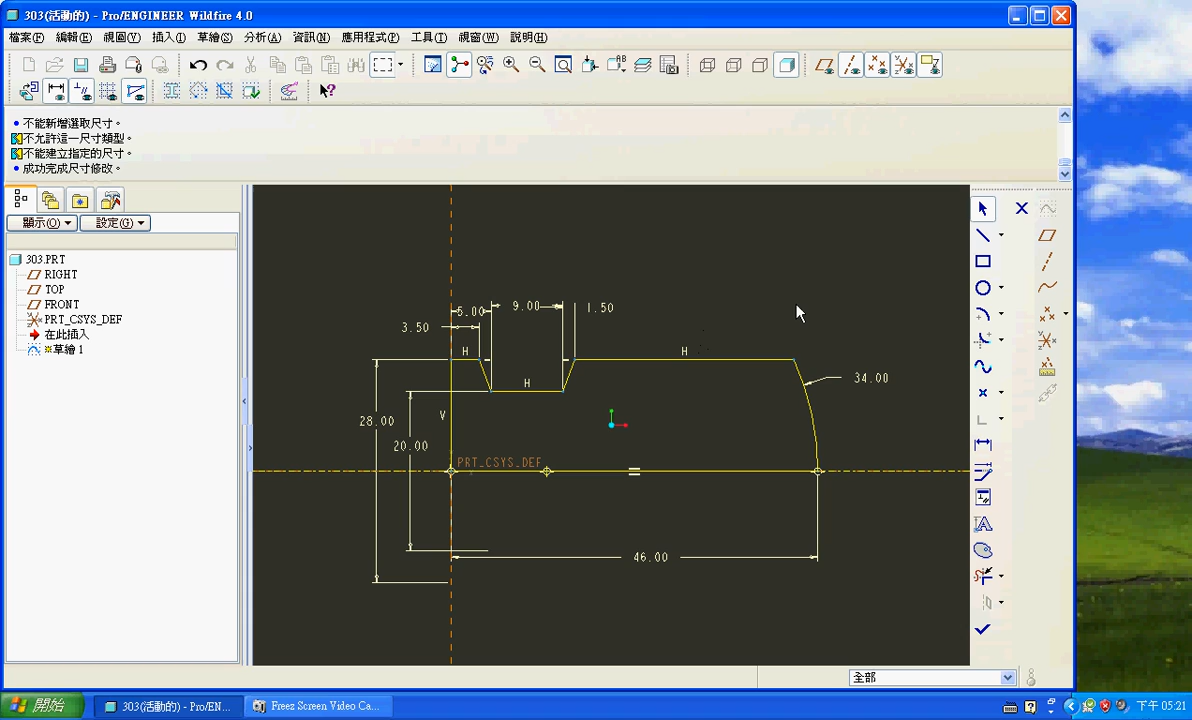 303(活動的) - Pro/ENGINEER Wildfire 4.0
檔案(F) 編輯(E) 視圖(V) 插入(I) 草繪(S) 分析(A) 資訊(N) 應用程式(P) 工具(T) 視窗(W) 說明(H)
• 不能新增選取尺寸。
不允許這一尺寸類型。
不能建立指定的尺寸。
• 成功完成尺寸修改。
顯示(O) 設定(G)
303.PRT
RIGHT
TOP
FRONT
PRT_CSYS_DEF
在此插入
草繪 1
5.00 9.00 1.50
3.50
H H
34.00
H
V
28.00
20.00
PRT_CSYS_DEF
46.00
全部
開始 303(活動的) - Pro/EN... Freez Screen Video Ca... 下午 05:21